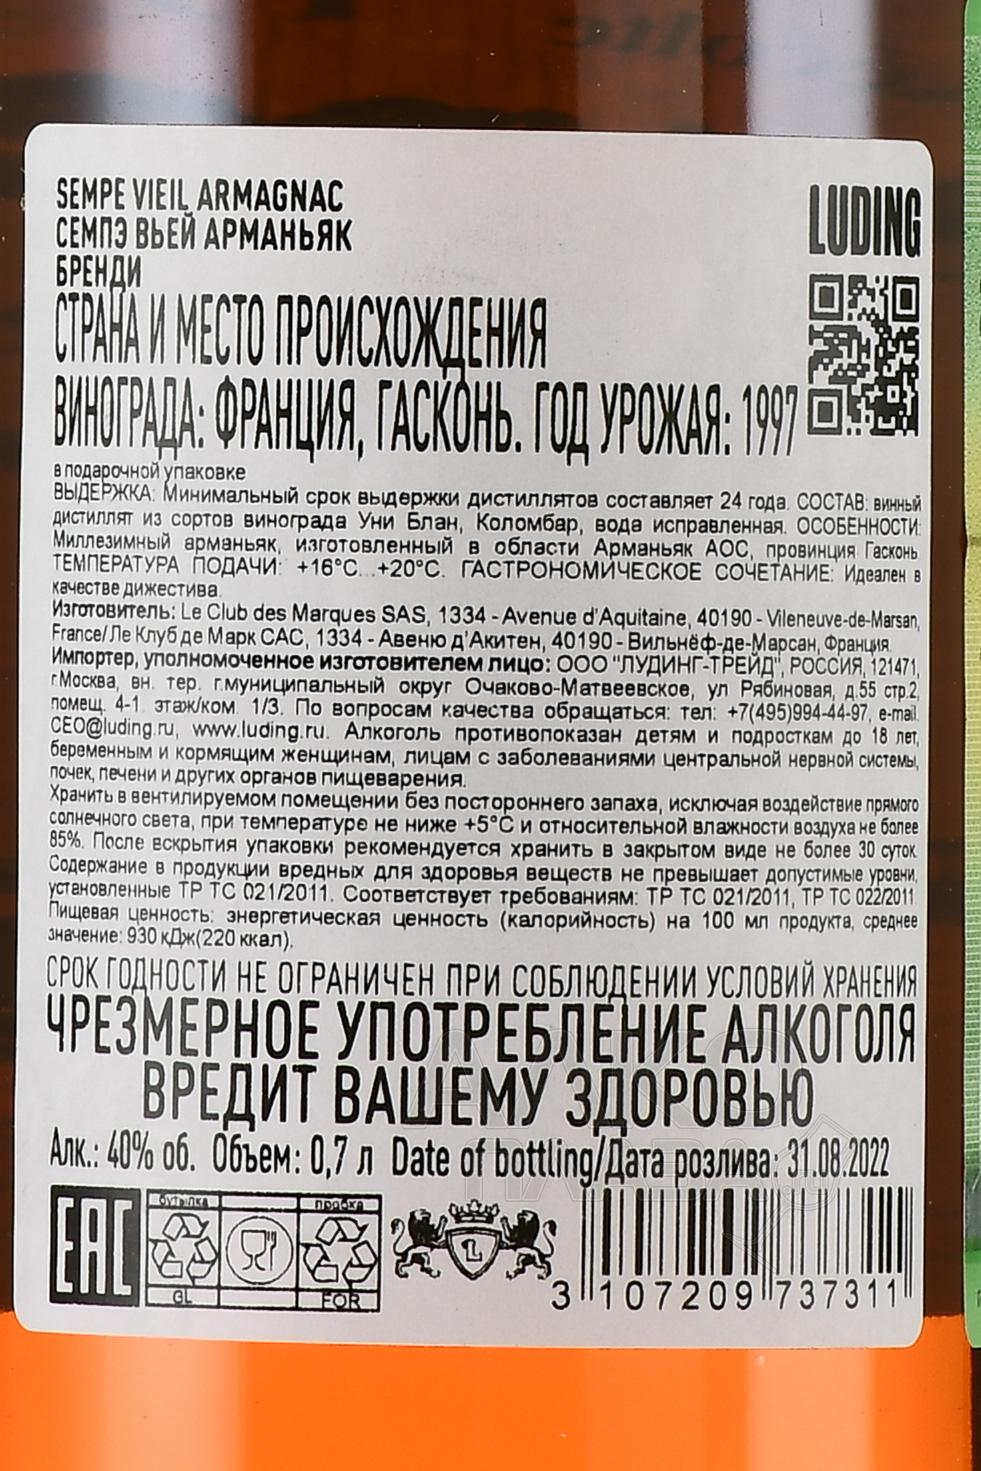 SEMPE VIEIL ARMAGNAC
СЕМПЭ ВЬЕЙ АРМАНЬЯК
БРЕНДИ
LUDING
СТРАНА И МЕСТО ПРОИСХОЖДЕНИЯ
ВИНОГРАДА: ФРАНЦИЯ, ГАСКОНЬ. ГОД УРОЖАЯ: 1997
в подарочной упаковке
ВЫДЕРЖКА: Минимальный срок выдержки дистиллятов составляет 24 года. СОСТАВ: винный
дистиллят из сортов винограда Уни Блан, Коломбар, вода исправленная. ОСОБЕННОСТИ:
Миллезимный арманьяк, изготовленный в области Арманьяк АОС, провинция Гасконь.
ТЕМПЕРАТУРА ПОДАЧИ: +16°С...+20°С. ГАСТРОНОМИЧЕСКОЕ СОЧЕТАНИЕ: Идеален в
качестве дижестива.
Изготовитель: Le Club des Marques SAS, 1334 - Avenue d'Aquitaine, 40190 - Vileneuve-de-Marsan,
France/Ле Клуб де Марк САС, 1334 - Авеню д'Акитен, 40190 - Вильнёф-де-Марсан, Франция.
Импортер, уполномоченное изготовителем лицо: ООО "ЛУДИНГ-ТРЕЙД", РОССИЯ, 121471,
г.Москва, вн. тер. г.муниципальный округ Очаково-Матвеевское, ул Рябиновая, д.55 стр.2,
помещ. 4-1 этаж/ком. 1/3. По вопросам качества обращаться: тел: +7(495)994-44-97, e-mail:
CEO@luding.ru, www.luding.ru. Алкоголь противопоказан детям и подросткам до 18 лет,
беременным и кормящим женщинам, лицам с заболеваниями центральной нервной системы,
почек, печени и других органов пищеварения.
Хранить в вентилируемом помещении без постороннего запаха, исключая воздействие прямого
солнечного света, при температуре не ниже +5°С и относительной влажности воздуха не более
85%. После вскрытия упаковки рекомендуется хранить в закрытом виде не более 30 суток.
Содержание в продукции вредных для здоровья веществ не превышает допустимые уровни,
установленные ТР ТС 021/2011. Соответствует требованиям: ТР ТС 021/2011, ТР ТС 022/2011.
Пищевая ценность: энергетическая ценность (калорийность) на 100 мл продукта, среднее
значение: 930 кДж(220 ккал).
СРОК ГОДНОСТИ НЕ ОГРАНИЧЕН ПРИ СОБЛЮДЕНИИ УСЛОВИЙ ХРАНЕНИЯ
ЧРЕЗМЕРНОЕ УПОТРЕБЛЕНИЕ АЛКОГОЛЯ
ВРЕДИТ ВАШЕМУ ЗДОРОВЬЮ
Алк.: 40% об. Объем: 0,7 л Date of bottling/Дата розлива: 31.08.2022
EAC
бутылка пробка
GL FOR
L
3 107209 737311